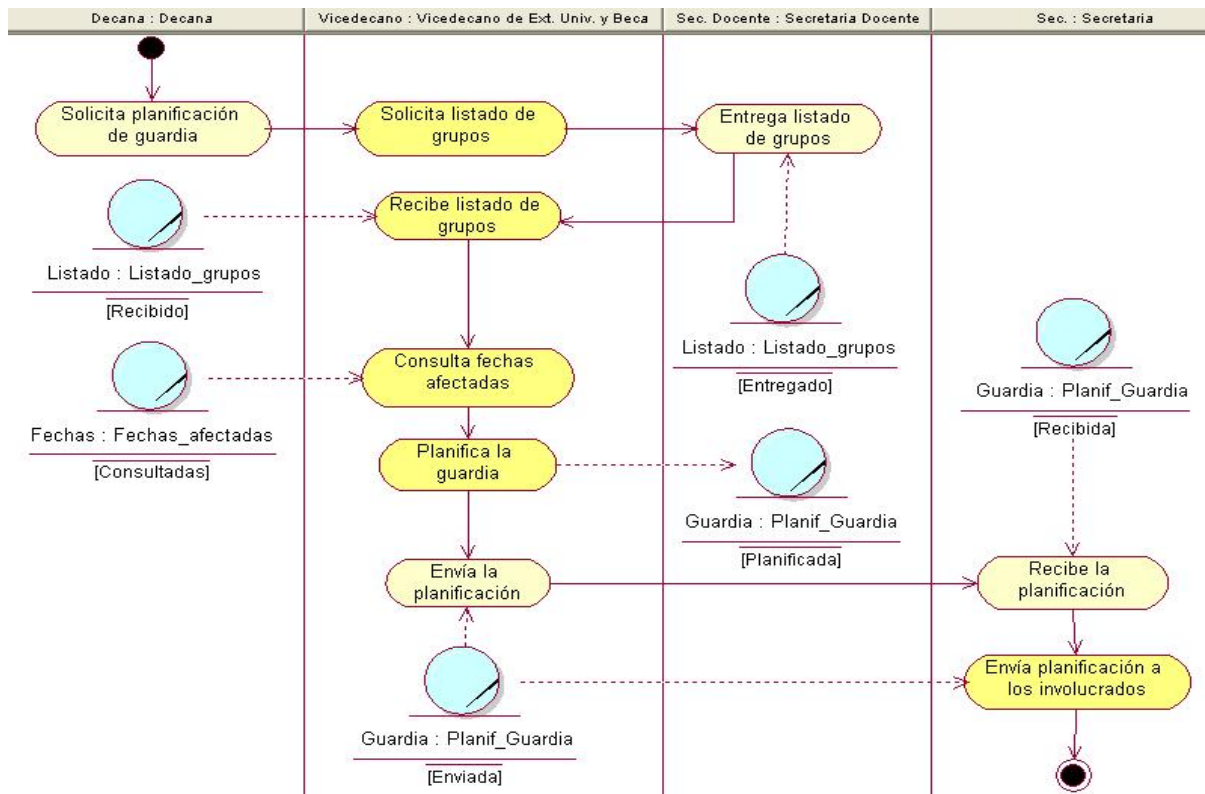 Decana : Decana
Vicedecano : Vicedecano de Ext. Univ. y Beca
Sec. Docente : Secretaria Docente
Sec. : Secretaria
Solicita planificación
de guardia
Solicita listado de
grupos
Entrega listado
de grupos
Recibe listado de
grupos
Listado : Listado_grupos
[Recibido]
Listado : Listado_grupos
[Entregado]
Guardia : Planif_Guardia
[Recibida]
Consulta fechas
afectadas
Fechas : Fechas_afectadas
[Consultadas]
Planifica la
guardia
Guardia : Planif_Guardia
[Planificada]
Envía la
planificación
Recibe la
planificación
Envía planificación a
los involucrados
Guardia : Planif_Guardia
[Enviada]